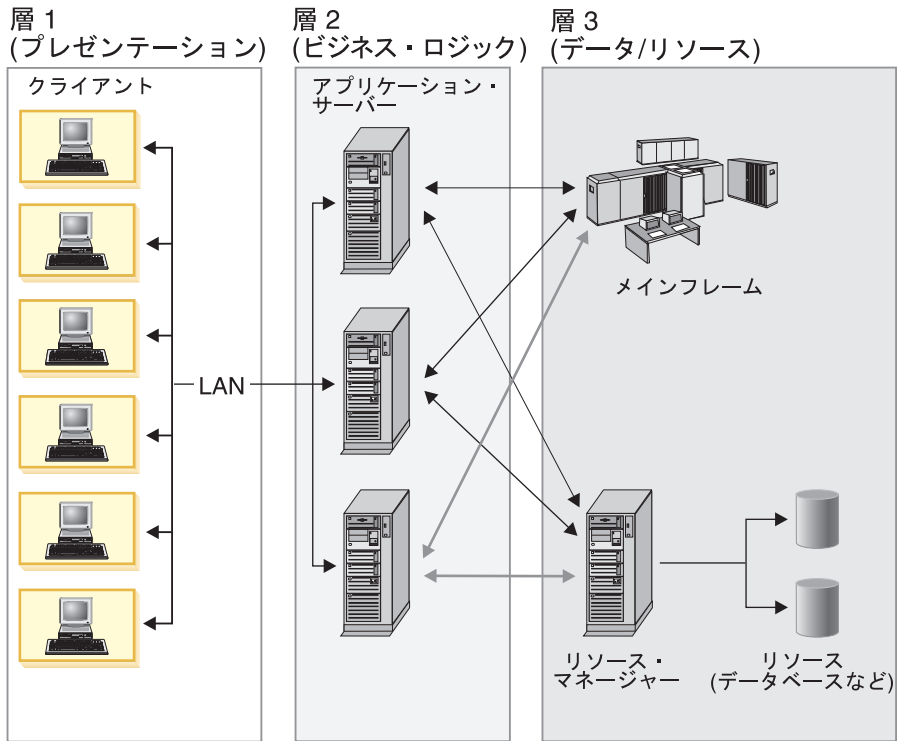 層 1
(プレゼンテーション)
層 2
(ビジネス・ロジック)
層 3
(データ/リソース)
クライアント
アプリケーション・
サーバー
メインフレーム
LAN
リソース・
マネージャー
リソース
(データベースなど)